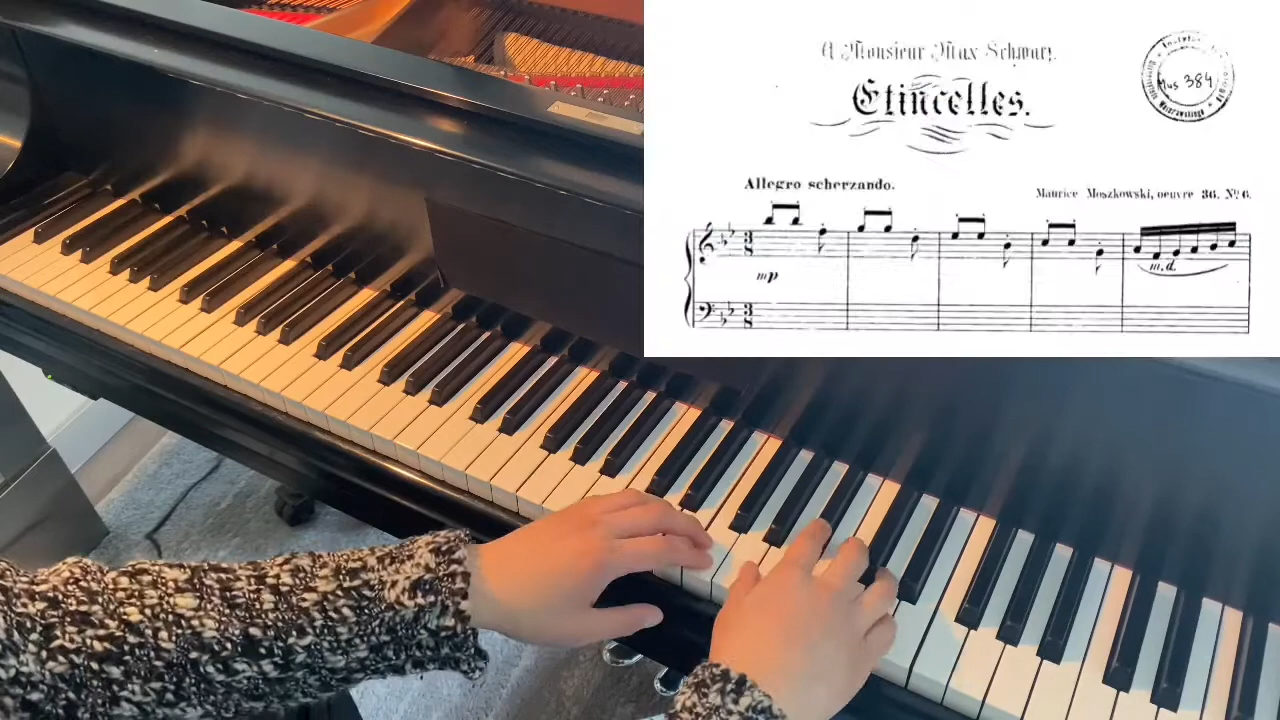 A Monsieur Max Schwarz.
Etincelles.
Mus 384
Allegro scherzando.
Maurice Moszkowski, oeuvre 36. No. 6.
mp
m.d.